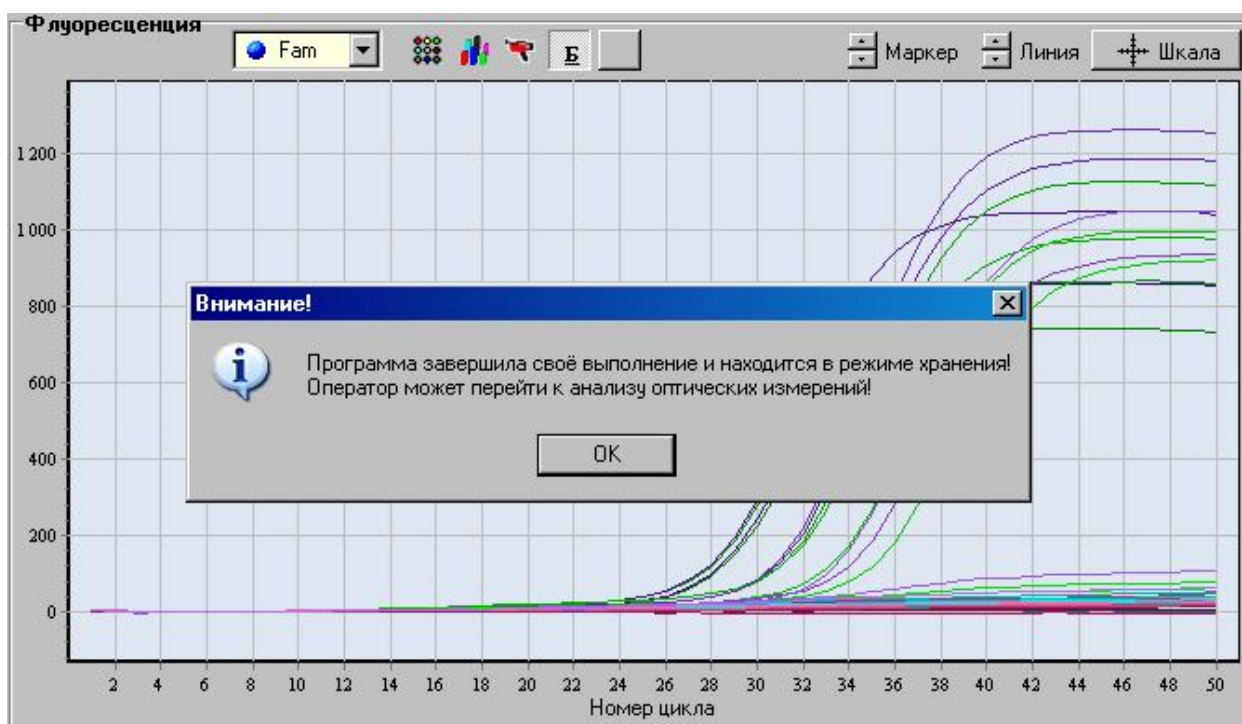 Флуоресценция
Fam
Б
Маркер
Линия
Шкала
1 200
1 000
800
600
400
200
0
Внимание!
Программа завершила своё выполнение и находится в режиме хранения!
Оператор может перейти к анализу оптических измерений!
OK
2 4 6 8 10 12 14 16 18 20 22 24 26 28 30 32 34 36 38 40 42 44 46 48 50
Номер цикла